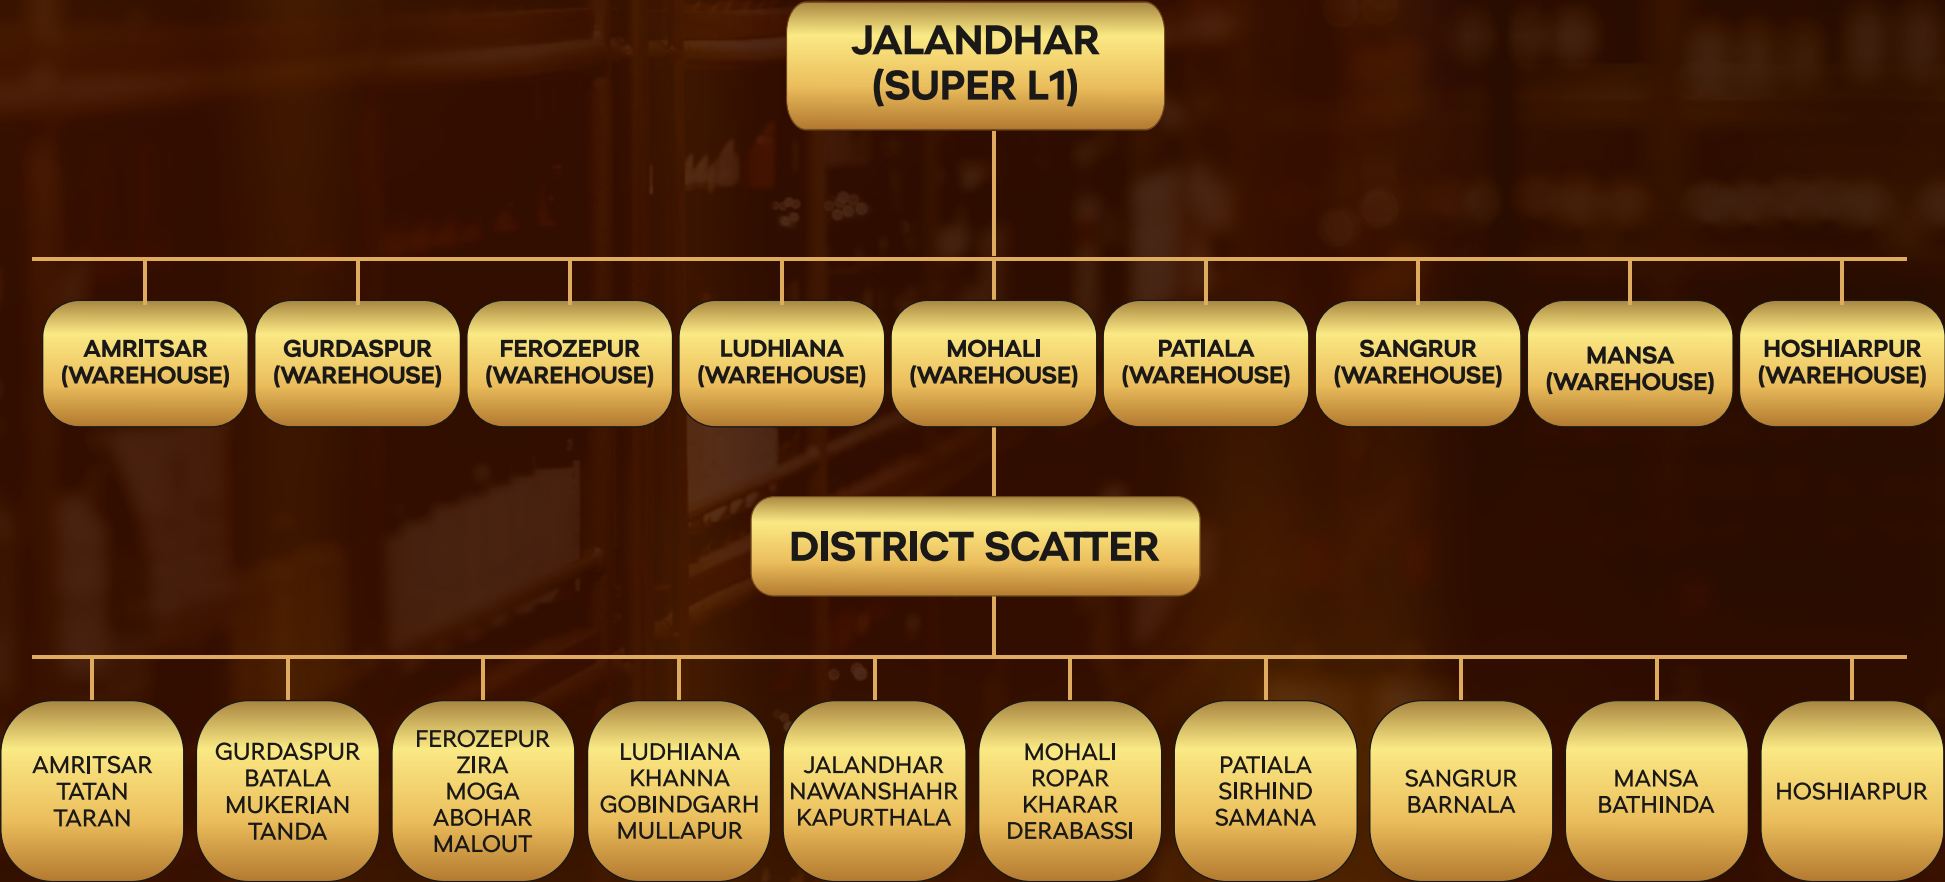 JALANDHAR
(SUPER L1)
AMRITSAR
(WAREHOUSE)
GURDASPUR
(WAREHOUSE)
FEROZEPUR
(WAREHOUSE)
LUDHIANA
(WAREHOUSE)
MOHALI
(WAREHOUSE)
PATIALA
(WAREHOUSE)
SANGRUR
(WAREHOUSE)
MANSA
(WAREHOUSE)
HOSHIARPUR
(WAREHOUSE)
DISTRICT SCATTER
AMRITSAR
TATAN
TARAN
GURDASPUR
BATALA
MUKERIAN
TANDA
FEROZEPUR
ZIRA
MOGA
ABOHAR
MALOUT
LUDHIANA
KHANNA
GOBINDGARH
MULLAPUR
JALANDHAR
NAWANSHAHR
KAPURTHALA
MOHALI
ROPAR
KHARAR
DERABASSI
PATIALA
SIRHIND
SAMANA
SANGRUR
BARNALA
MANSA
BATHINDA
HOSHIARPUR